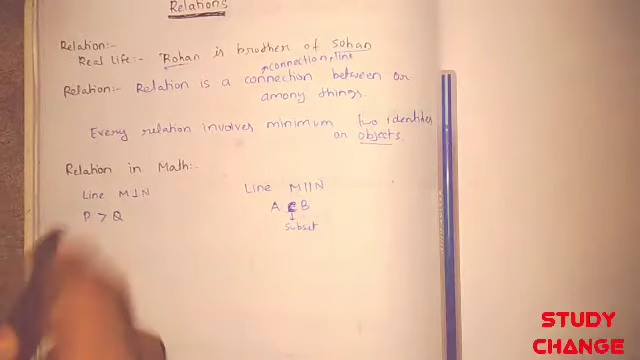 Relations
Relation:-
Real life:- Rohan is brother of Sohan
connection, link
Relation:- Relation is a connection between or
among things.
Every relation involves minimum two identities
or objects.
Relation in Math:-
Line M⊥N
Line M||N
P > Q
A ⊂ B
Subset
STUDY
CHANGE